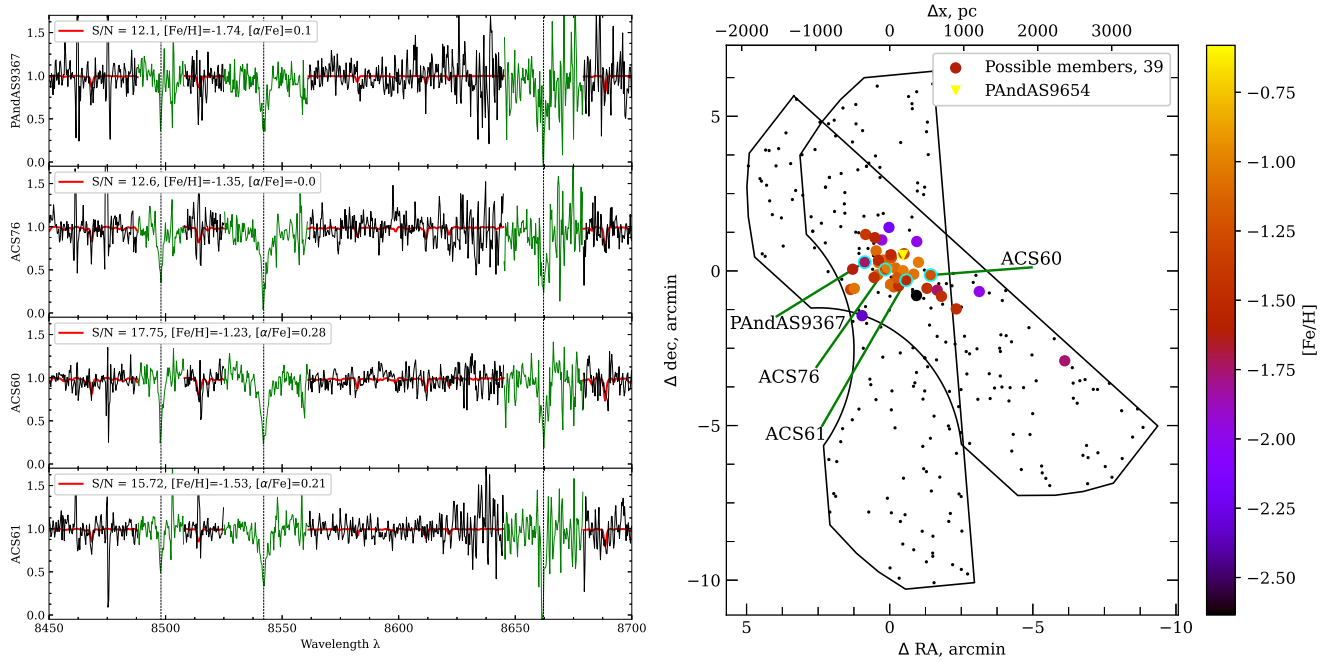 S/N = 12.1, [Fe/H]=-1.74, [α/Fe]=0.1
PAndAS9367
1.5
1.0
0.5
0.0
S/N = 12.6, [Fe/H]=-1.35, [α/Fe]=-0.0
ACS76
1.5
1.0
0.5
0.0
S/N = 17.75, [Fe/H]=-1.23, [α/Fe]=0.28
ACS60
1.5
1.0
0.5
0.0
S/N = 15.72, [Fe/H]=-1.53, [α/Fe]=0.21
ACS61
1.5
1.0
0.5
0.0
8450 8500 8550 8600 8650 8700
Wavelength λ
Δx, pc
−2000 −1000 0 1000 2000 3000
Possible members, 39
PAndAS9654
ACS60
PAndAS9367
ACS76
ACS61
5
0
−5
−10
Δ dec, arcmin
5 0 −5 −10
Δ RA, arcmin
−0.75
−1.00
−1.25
−1.50
−1.75
−2.00
−2.25
−2.50
[Fe/H]